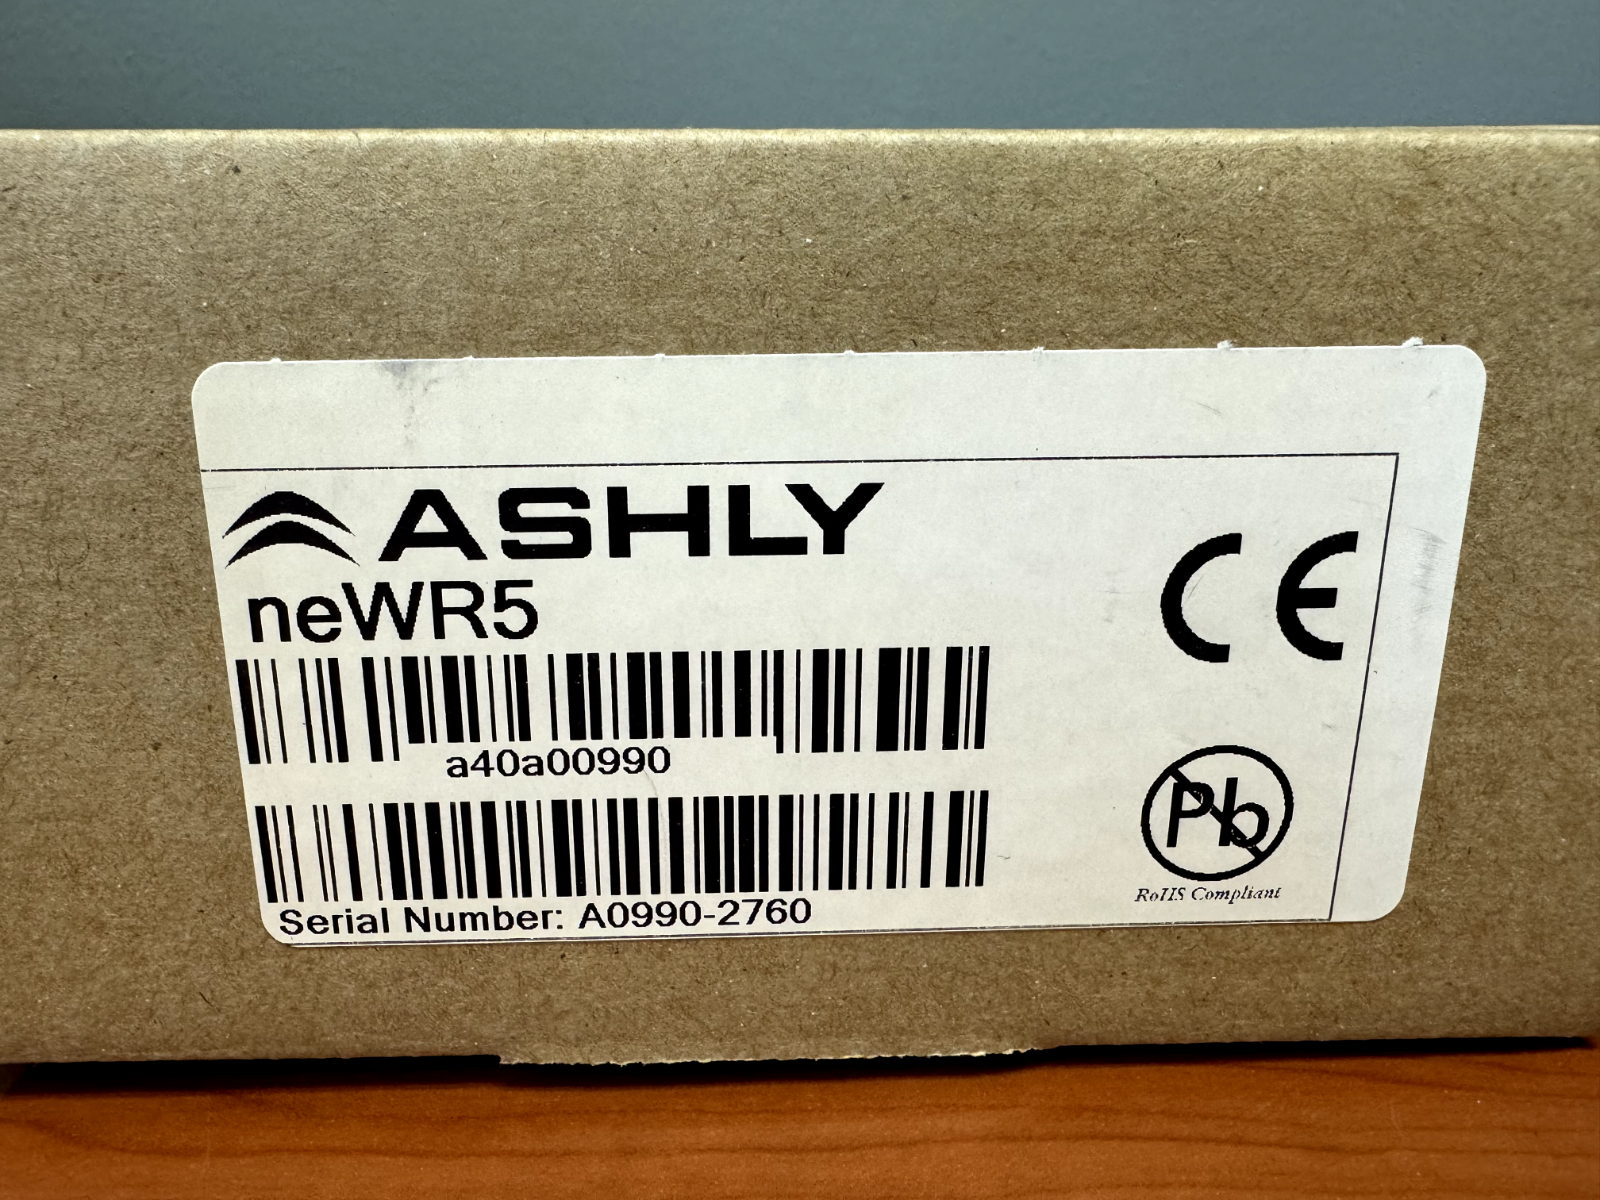 ASHLY
neWR5
CE
a40a00990
Pb
RoHS Compliant
Serial Number: A0990-2760